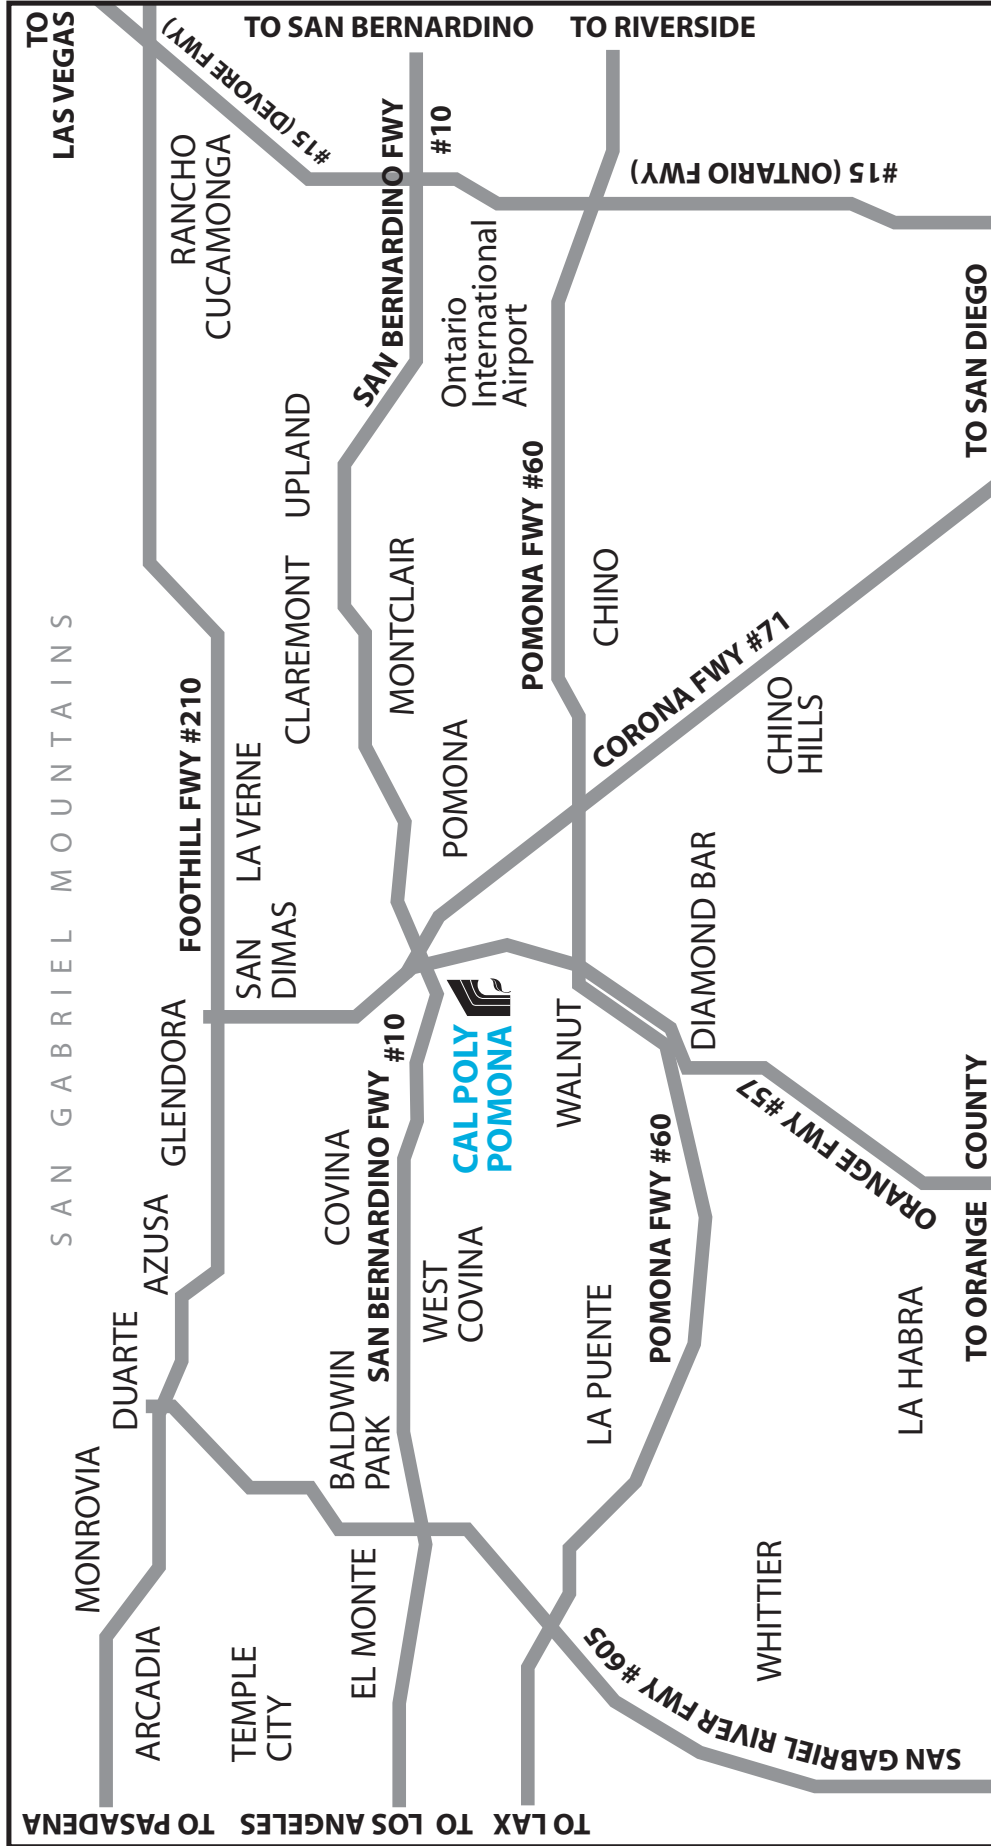 SAN GABRIEL MOUNTAINS
TO
LAS VEGAS
TO SAN BERNARDINO
TO RIVERSIDE
TO SAN DIEGO
TO ORANGE COUNTY
TO PASADENA
TO LOS ANGELES
TO LAX
MONROVIA
DUARTE
AZUSA
GLENDORA
FOOTHILL FWY #210
#15 (DEVORE FWY)
ARCADIA
SAN
DIMAS
LA VERNE
CLAREMONT
UPLAND
RANCHO
CUCAMONGA
TEMPLE
CITY
BALDWIN
PARK
COVINA
EL MONTE
SAN BERNARDINO FWY
#10
SAN BERNARDINO FWY
#10
MONTCLAIR
WEST
COVINA
CAL POLY
POMONA
POMONA
Ontario
International
Airport
POMONA FWY #60
WALNUT
LA PUENTE
CHINO
#15 (ONTARIO FWY)
POMONA FWY #60
CORONA FWY #71
DIAMOND BAR
CHINO
HILLS
WHITTIER
ORANGE FWY #57
SAN GABRIEL RIVER FWY #605
LA HABRA